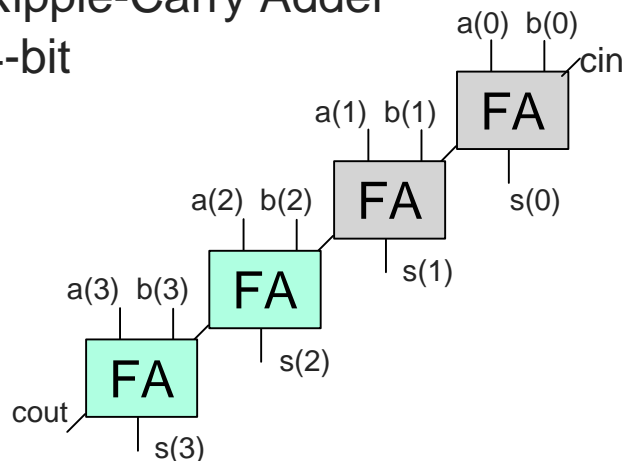 Ripple-Carry Adder
-bit
a(0) b(0)
cin
FA
a(1) b(1)
s(0)
FA
a(2) b(2)
s(1)
FA
a(3) b(3)
s(2)
FA
cout
s(3)